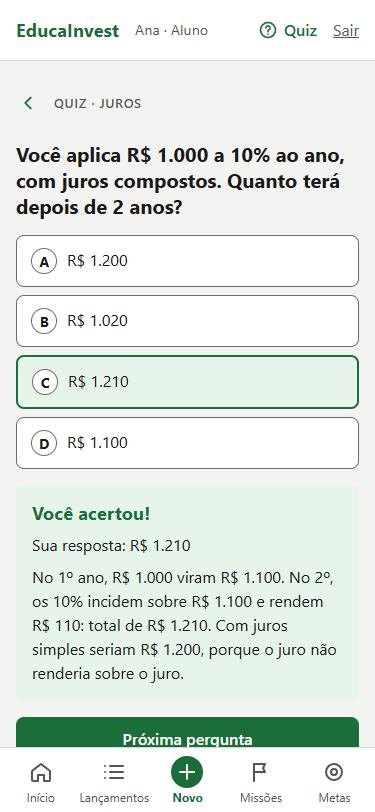 EducaInvest
Ana · Aluno
Quiz
Sair
QUIZ · JUROS
Você aplica R$ 1.000 a 10% ao ano,
com juros compostos. Quanto terá
depois de 2 anos?
A R$ 1.200
B R$ 1.020
C R$ 1.210
D R$ 1.100
Você acertou!
Sua resposta: R$ 1.210
No 1º ano, R$ 1.000 viram R$ 1.100. No 2º,
os 10% incidem sobre R$ 1.100 e rendem
R$ 110: total de R$ 1.210. Com juros
simples seriam R$ 1.200, porque o juro não
renderia sobre o juro.
Próxima pergunta
Início
Lançamentos
Novo
Missões
Metas